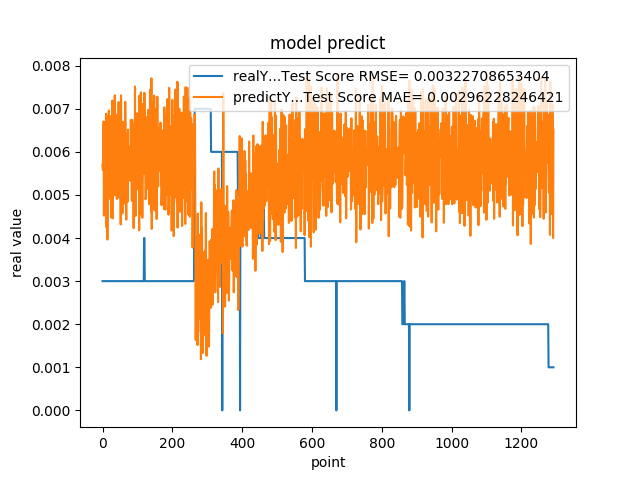 model predict
realY...Test Score RMSE= 0.00322708653404
predictY...Test Score MAE= 0.00296228246421
real value
0.008
0.007
0.006
0.005
0.004
0.003
0.002
0.001
0.000
0 200 400 600 800 1000 1200
point